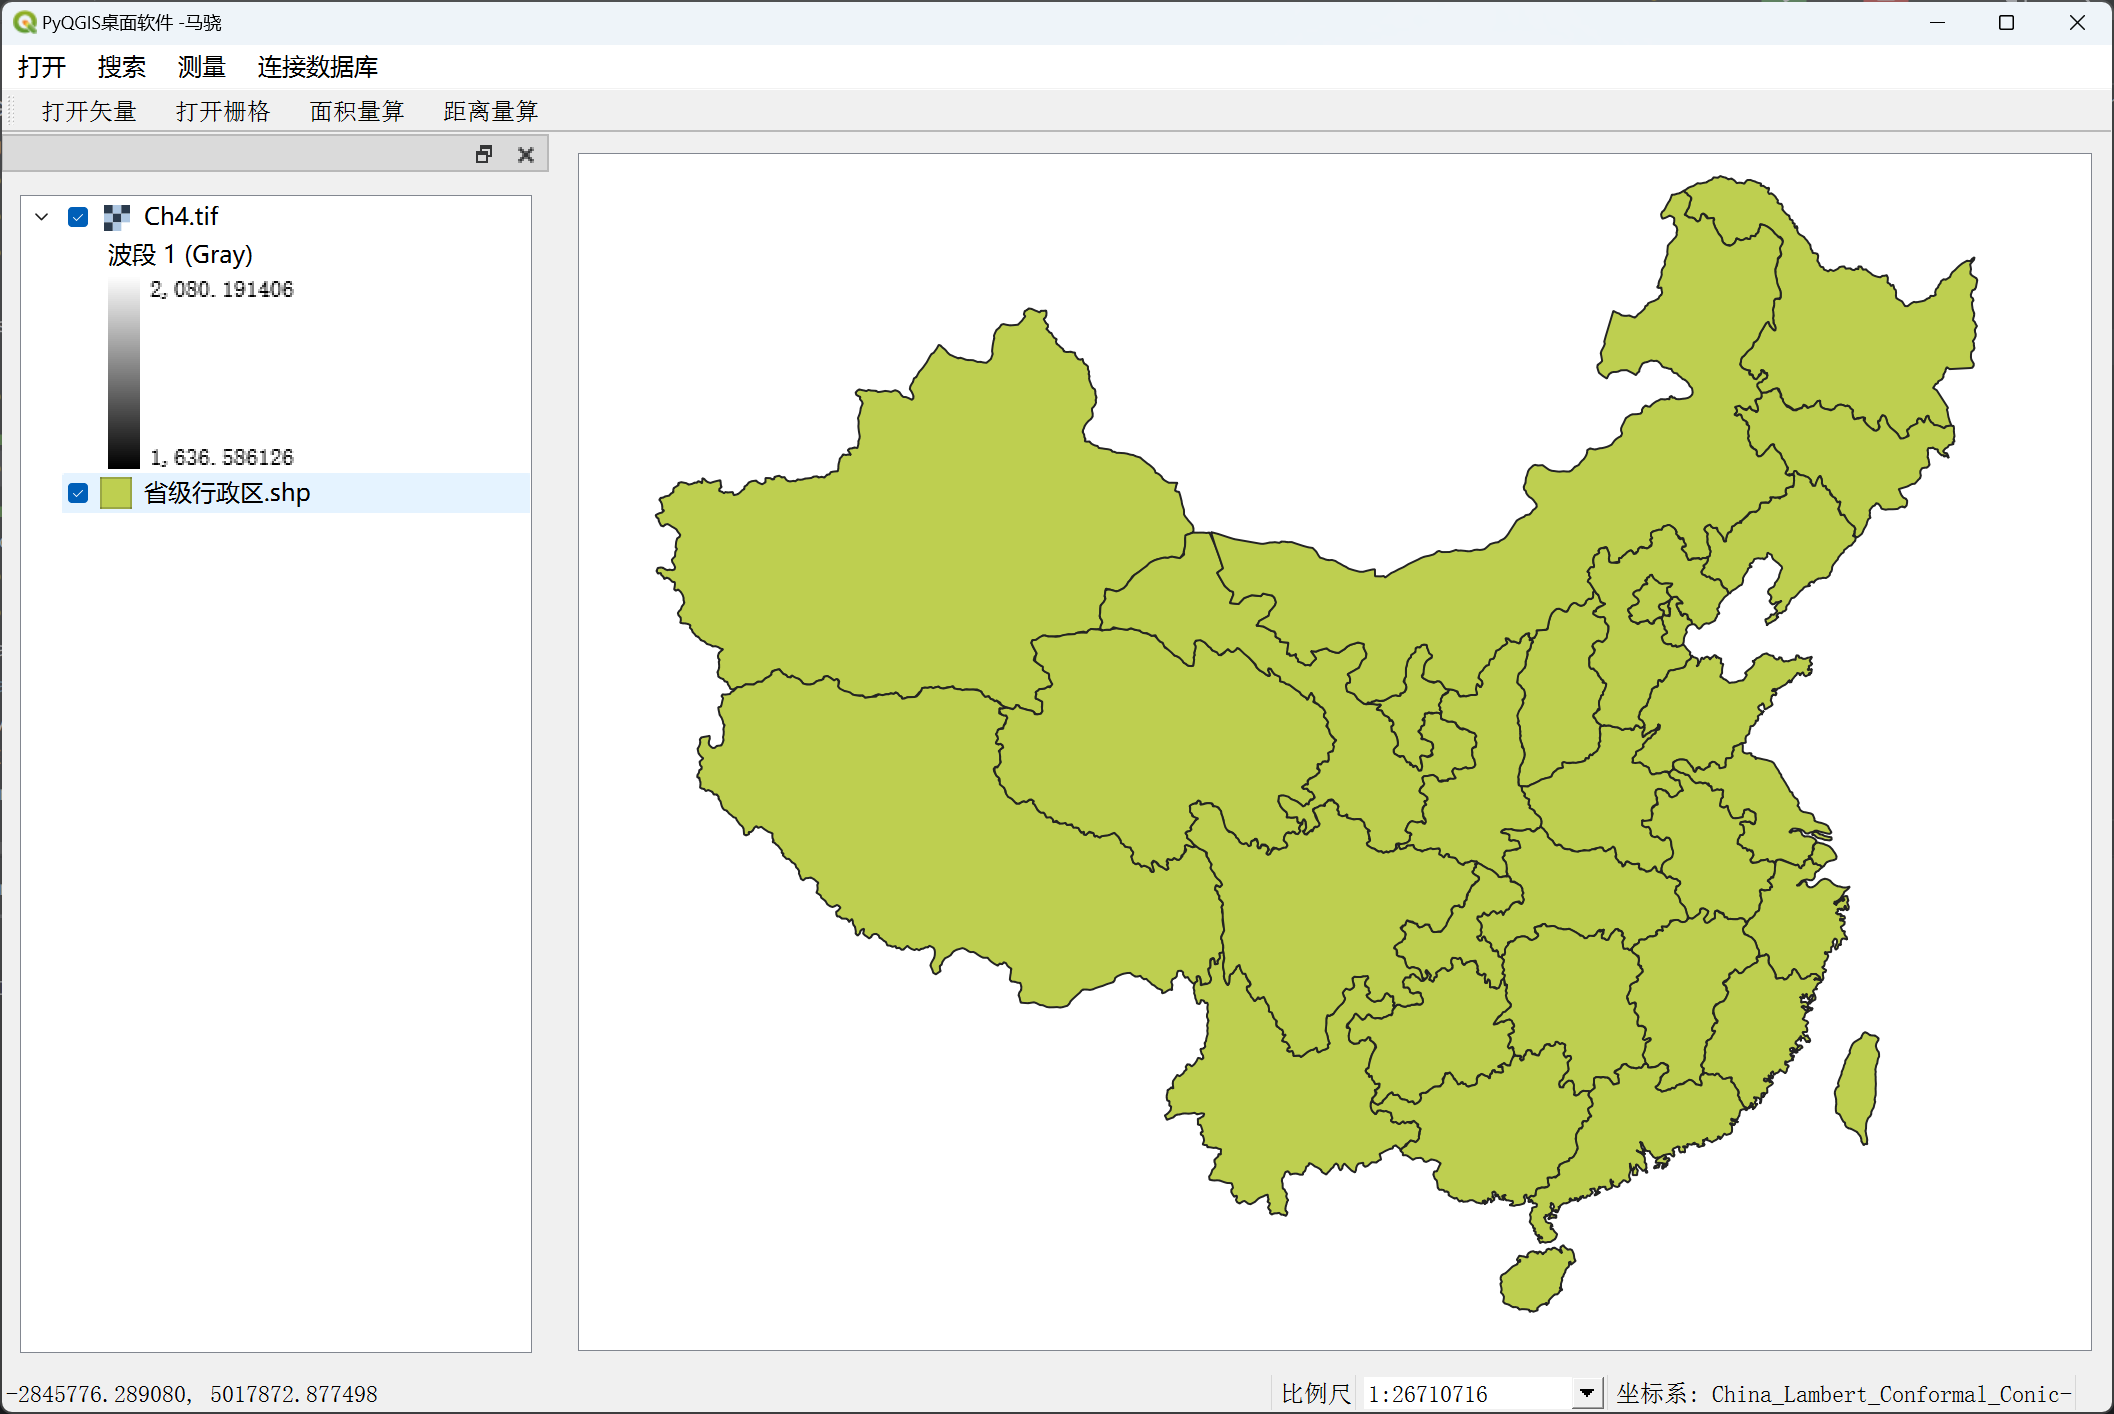 PyQGIS桌面软件 -马骁
打开 搜索 测量 连接数据库
打开矢量 打开栅格 面积量算 距离量算
Ch4.tif
波段 1 (Gray)
2,080.191406
1,636.586126
省级行政区.shp
-2845776.289080, 5017872.877498 比例尺 1:26710716 坐标系: China_Lambert_Conformal_Conic-